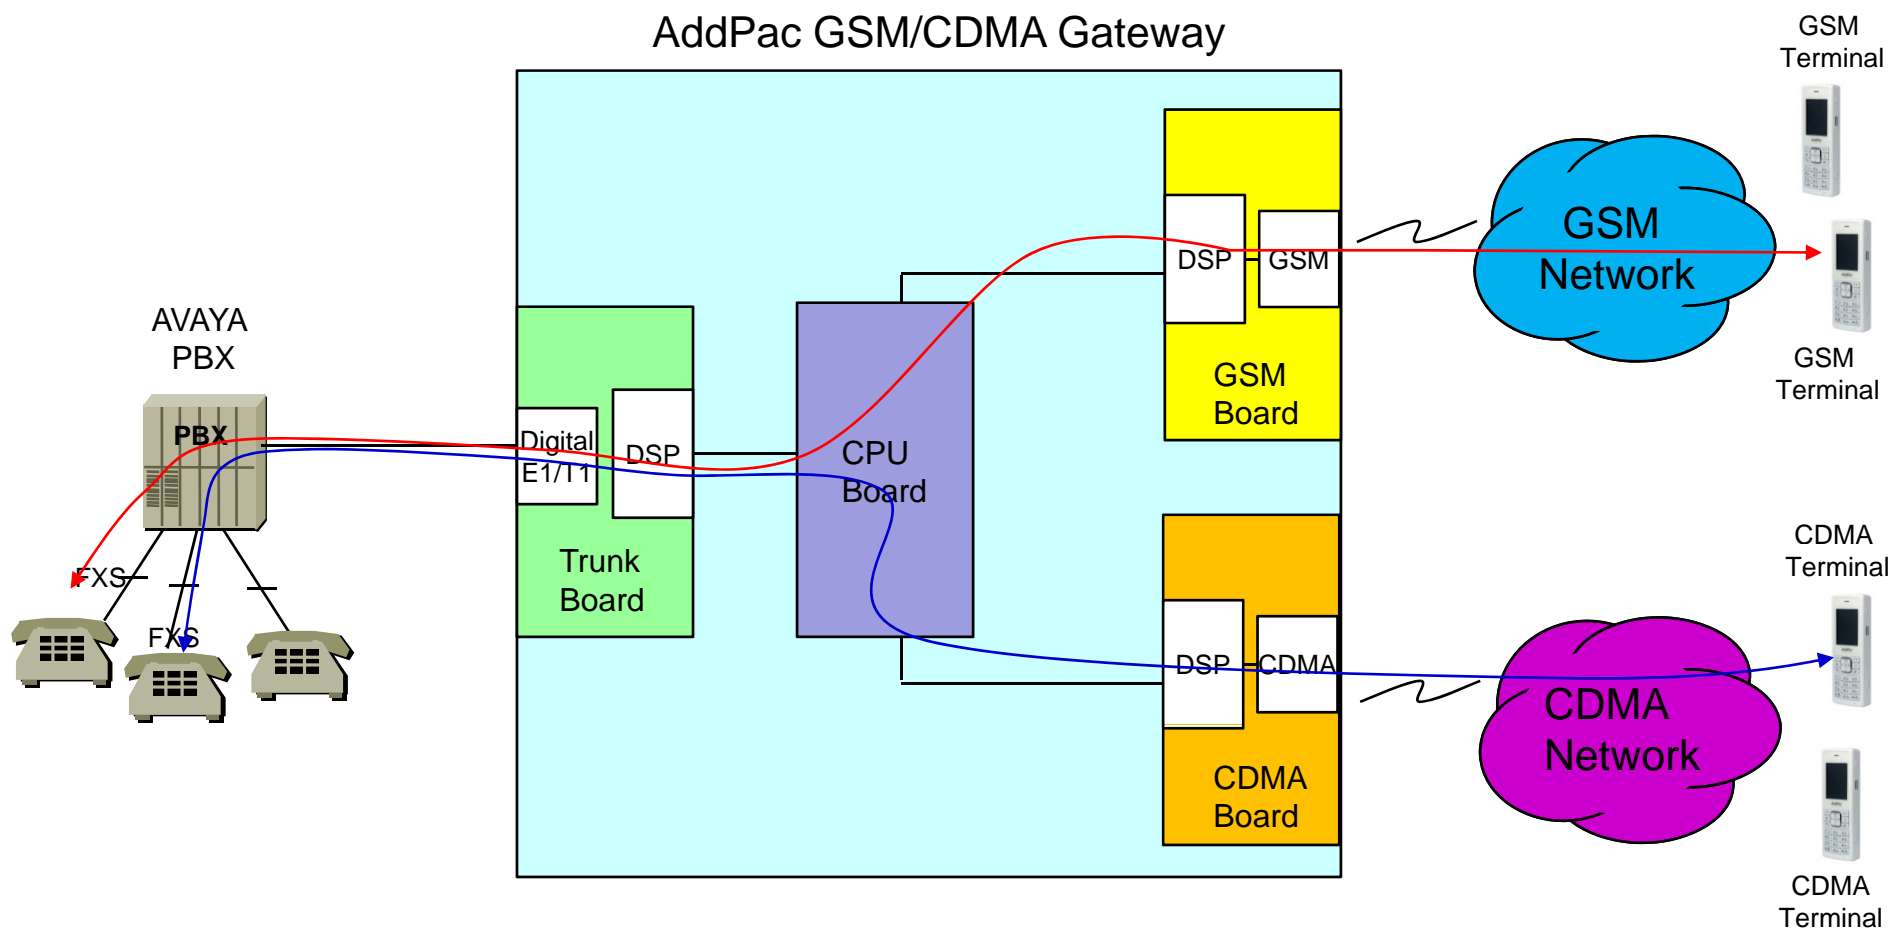 AddPac GSM/CDMA Gateway
GSM
Terminal
GSM
Network
DSP
GSM
GSM
Terminal
GSM
Board
AVAYA
PBX
PBX
Digital
E1/T1
DSP
CPU
Board
Trunk
Board
FXS
FXS
CDMA
Terminal
DSP
CDMA
CDMA
Network
CDMA
Board
CDMA
Terminal